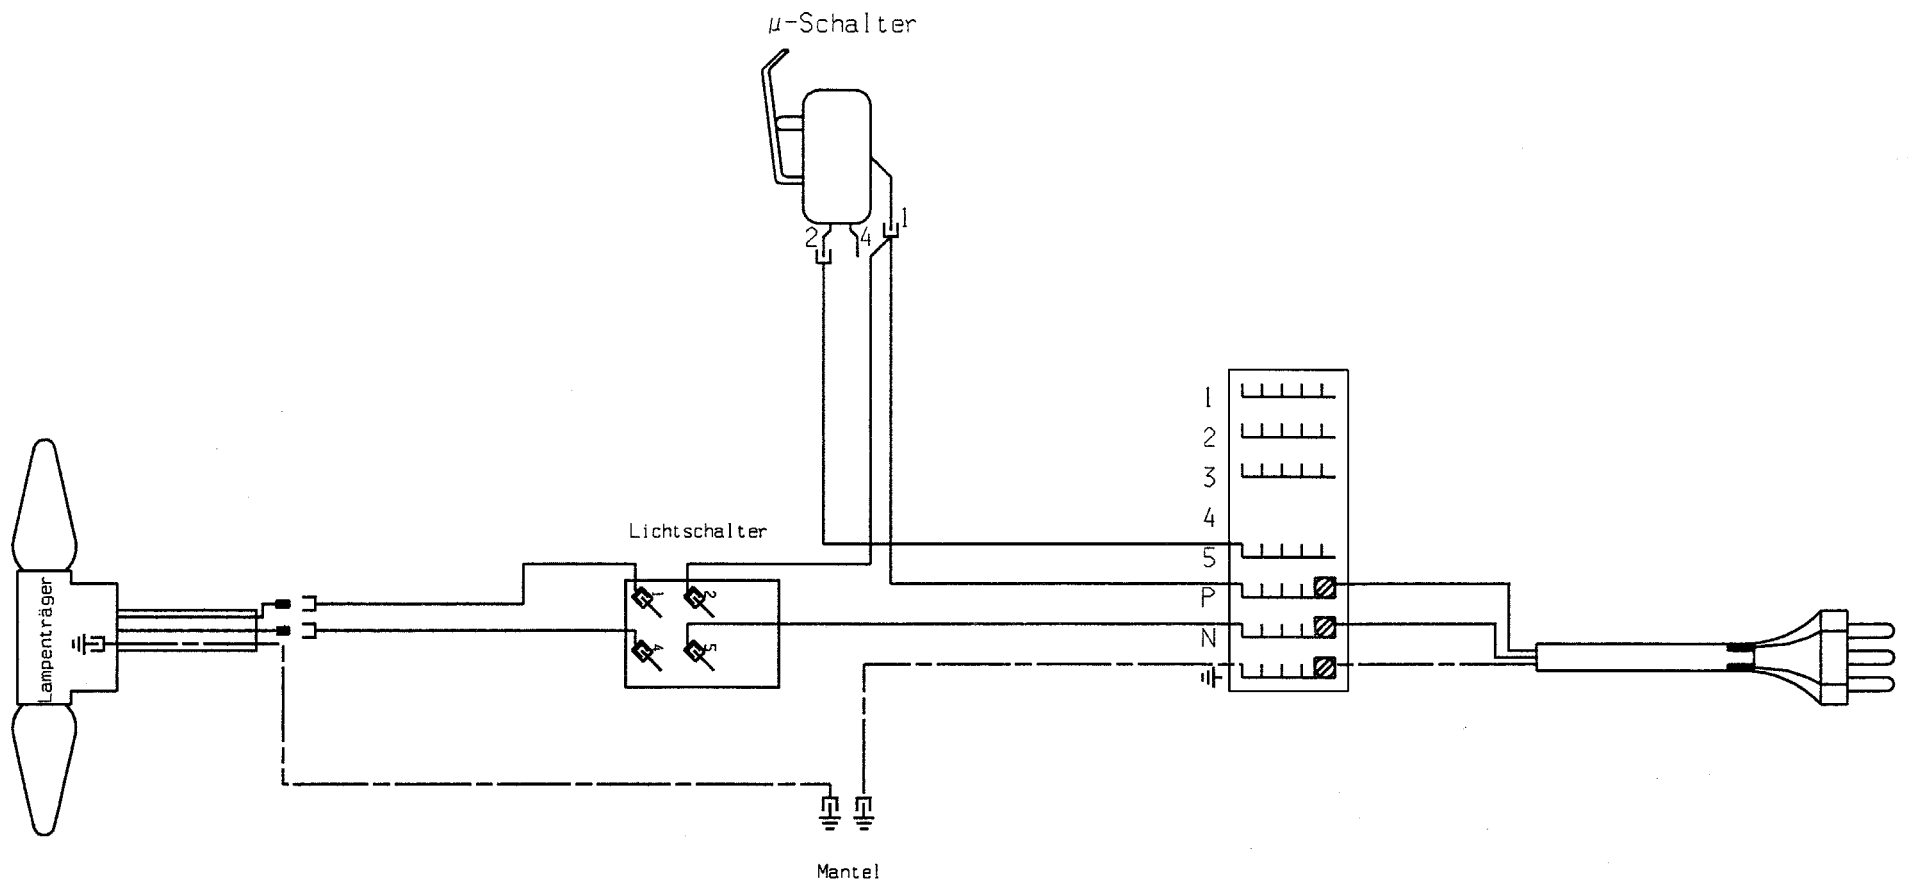 μ-Schalter
2 4 1
1
2
3
4
5
P
N
Lichtschalter
1 2
4 5
Lampenträger
Mantel